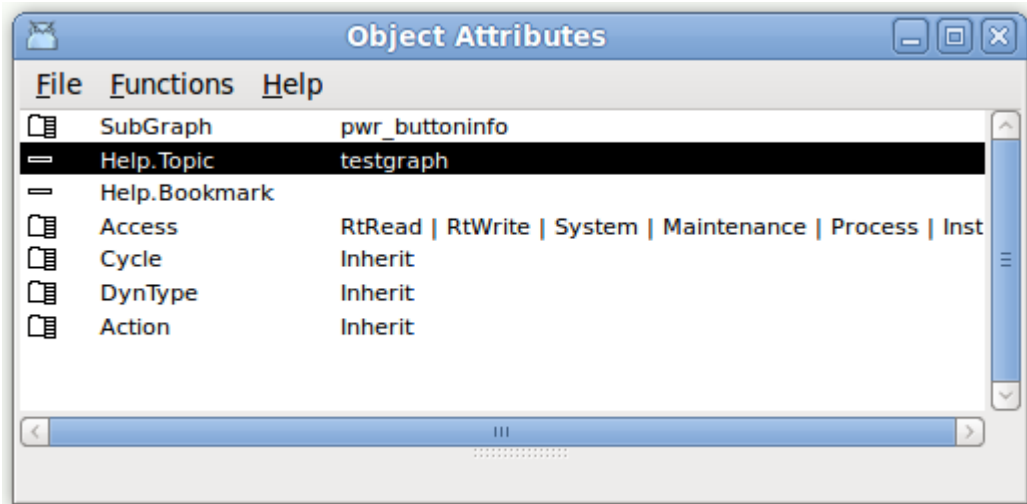 Object Attributes
File Functions Help
SubGraph pwr_buttoninfo
Help.Topic testgraph
Help.Bookmark
Access RtRead | RtWrite | System | Maintenance | Process | Inst
Cycle Inherit
DynType Inherit
Action Inherit